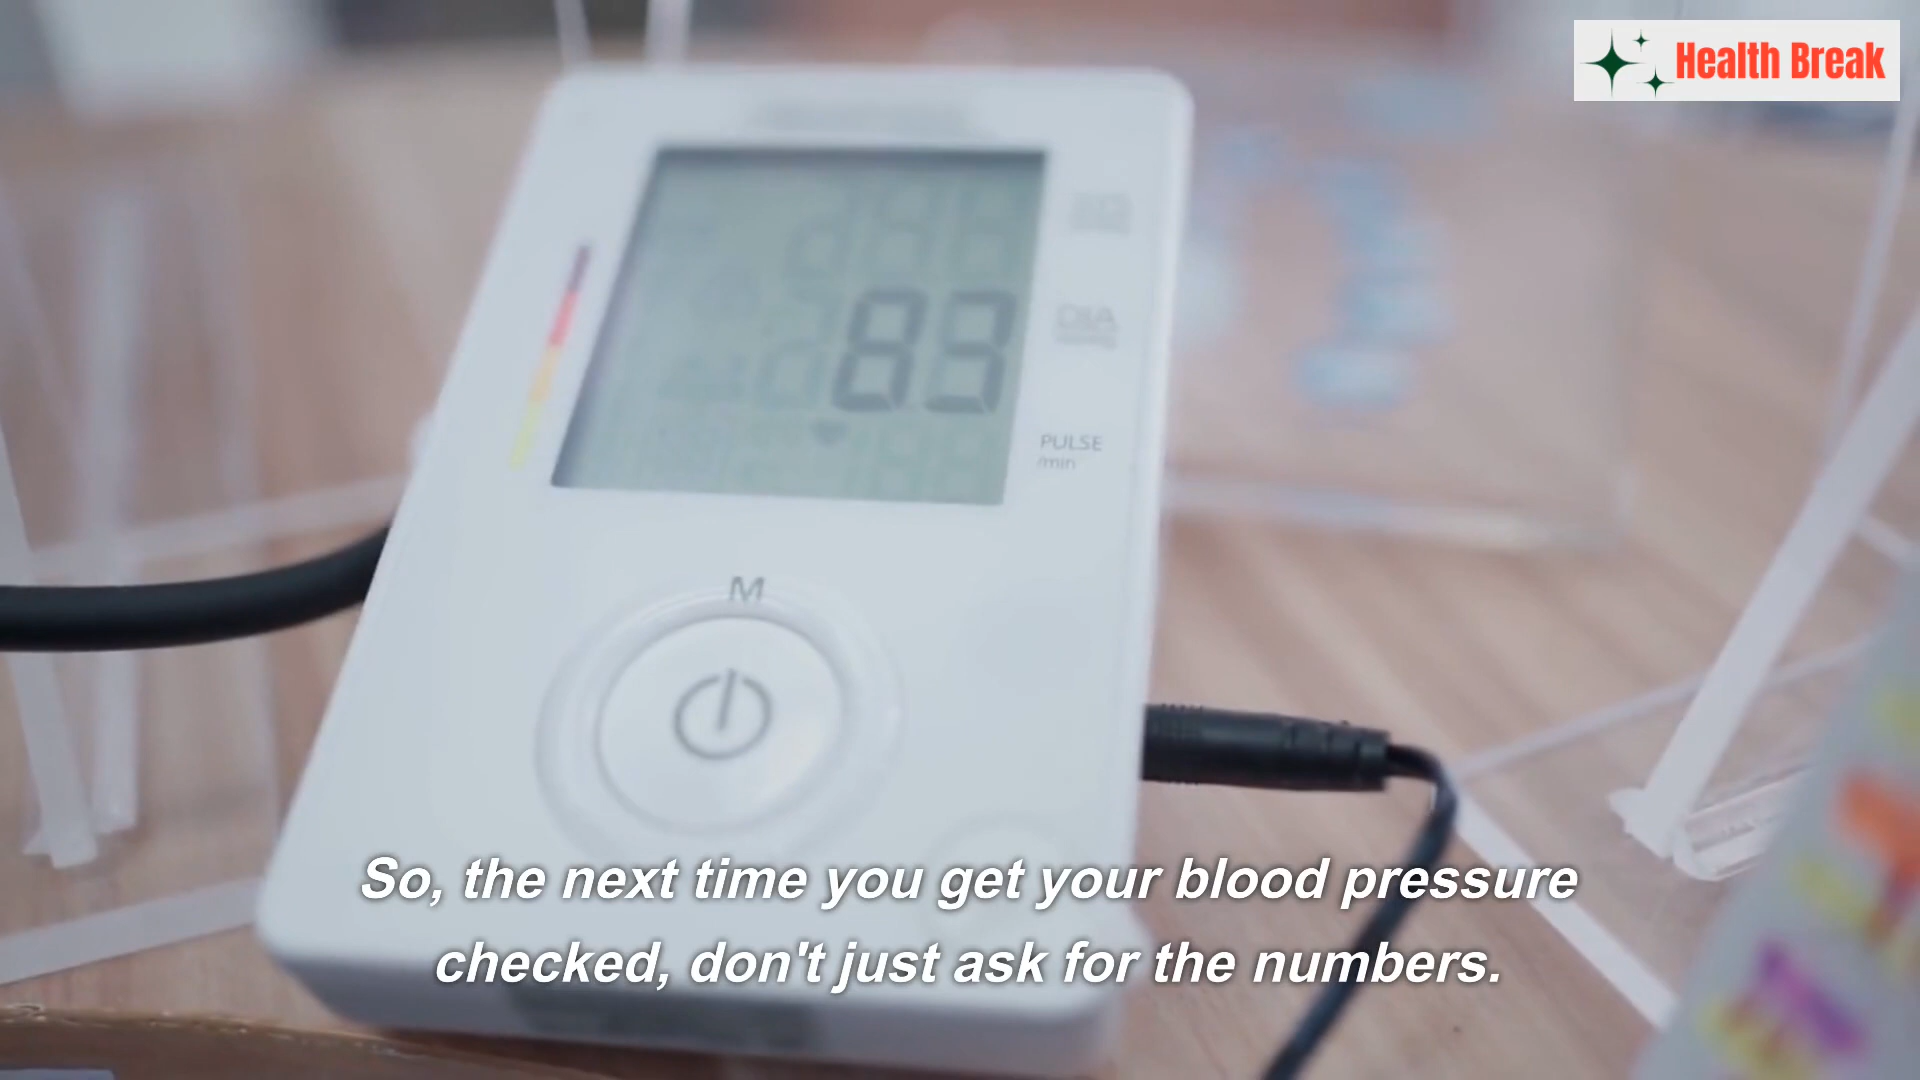 Health Break
83
DIA
PULSE
/min
M
So, the next time you get your blood pressure
checked, don't just ask for the numbers.